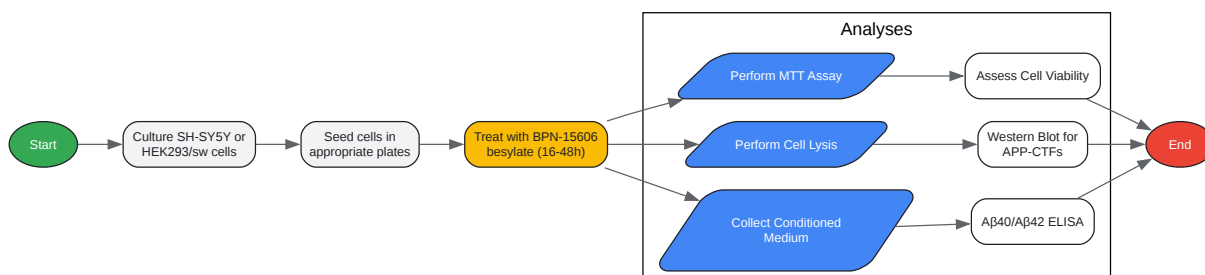 Analyses
Start
Culture SH-SY5Y or
HEK293/sw cells
Seed cells in
appropriate plates
Treat with BPN-15606
besylate (16-48h)
Perform MTT Assay
Assess Cell Viability
Perform Cell Lysis
Western Blot for
APP-CTFs
Collect Conditioned
Medium
Aβ40/Aβ42 ELISA
End